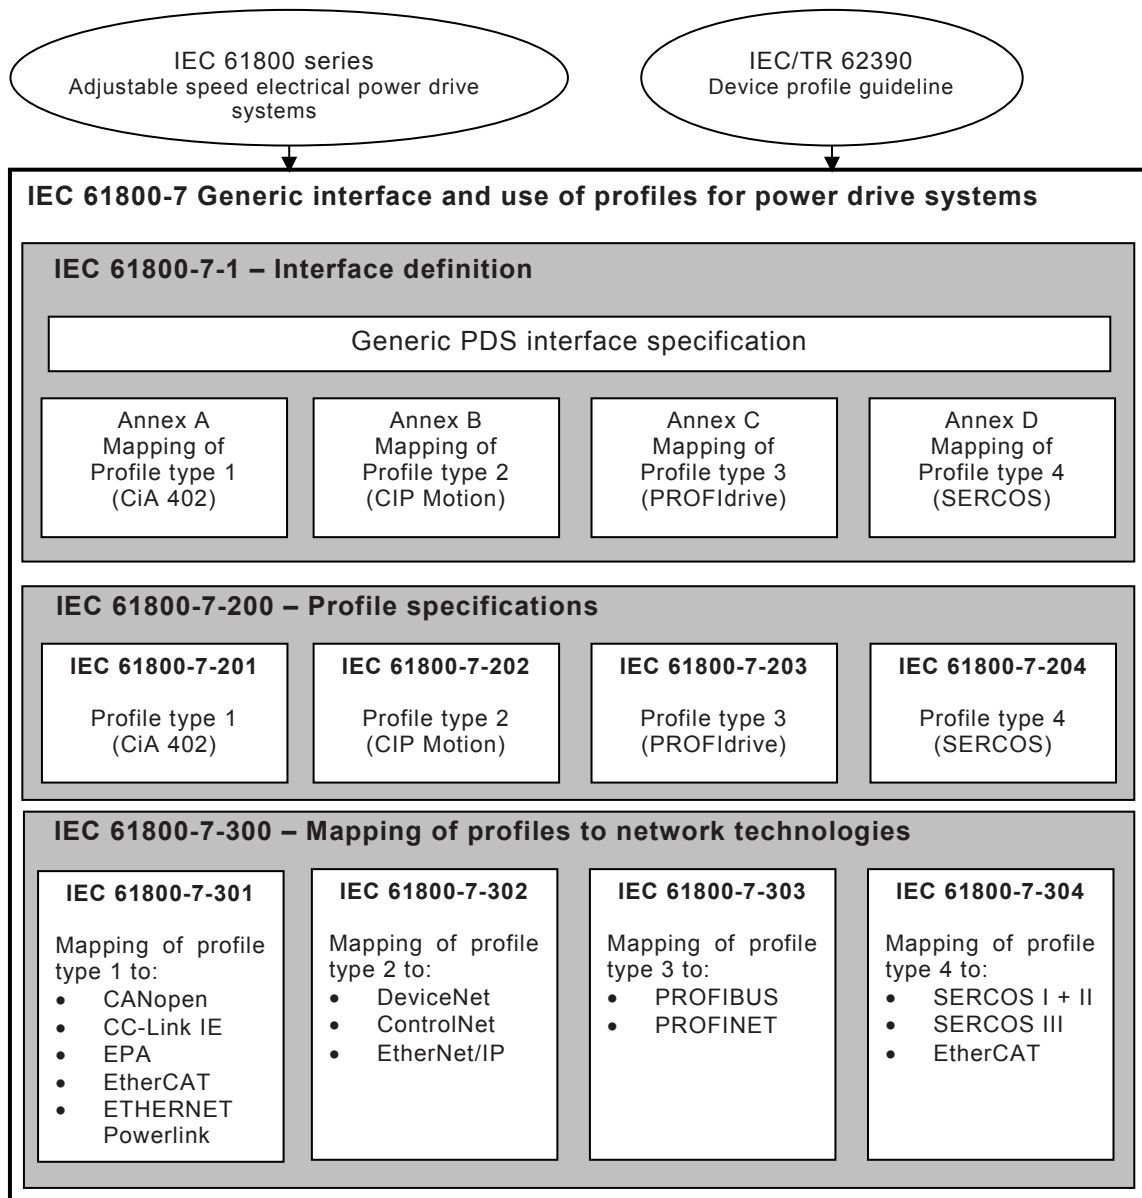 IEC 61800 series
Adjustable speed electrical power drive
systems
IEC/TR 62390
Device profile guideline
IEC 61800-7 Generic interface and use of profiles for power drive systems
IEC 61800-7-1 – Interface definition
Generic PDS interface specification
Annex A
Mapping of
Profile type 1
(CiA 402)
Annex B
Mapping of
Profile type 2
(CIP Motion)
Annex C
Mapping of
Profile type 3
(PROFIdrive)
Annex D
Mapping of
Profile type 4
(SERCOS)
IEC 61800-7-200 – Profile specifications
IEC 61800-7-201
Profile type 1
(CiA 402)
IEC 61800-7-202
Profile type 2
(CIP Motion)
IEC 61800-7-203
Profile type 3
(PROFIdrive)
IEC 61800-7-204
Profile type 4
(SERCOS)
IEC 61800-7-300 – Mapping of profiles to network technologies
IEC 61800-7-301
Mapping of profile
type 1 to:
• CANopen
• CC-Link IE
• EPA
• EtherCAT
• ETHERNET
Powerlink
IEC 61800-7-302
Mapping of profile
type 2 to:
• DeviceNet
• ControlNet
• EtherNet/IP
IEC 61800-7-303
Mapping of profile
type 3 to:
• PROFIBUS
• PROFINET
IEC 61800-7-304
Mapping of profile
type 4 to:
• SERCOS I + II
• SERCOS III
• EtherCAT